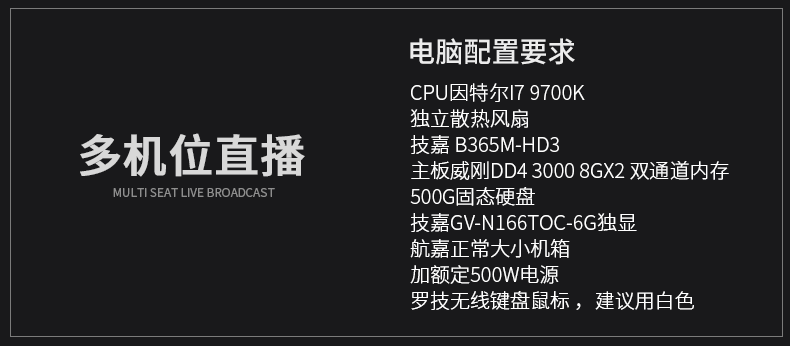 多机位直播
MULTI SEAT LIVE BROADCAST
电脑配置要求
CPU因特尔I7 9700K
独立散热风扇
技嘉 B365M-HD3
主板威刚DD4 3000 8GX2 双通道内存
500G固态硬盘
技嘉GV-N166TOC-6G独显
航嘉正常大小机箱
加额定500W电源
罗技无线键盘鼠标 ，建议用白色